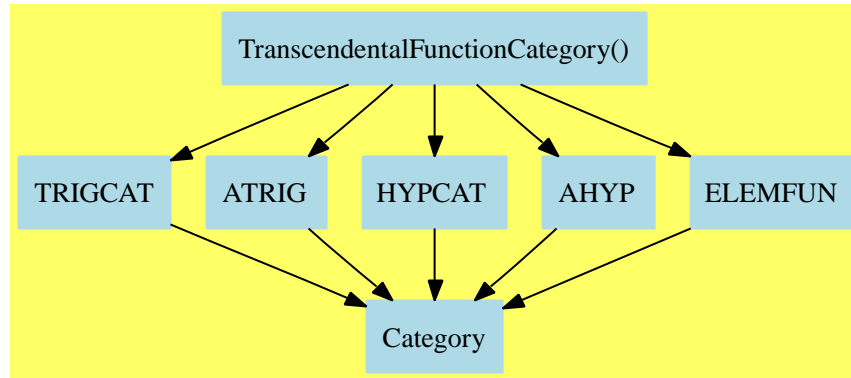 TranscendentalFunctionCategory()
TRIGCAT
ATRIG
HYPCAT
AHYP
ELEMFUN
Category